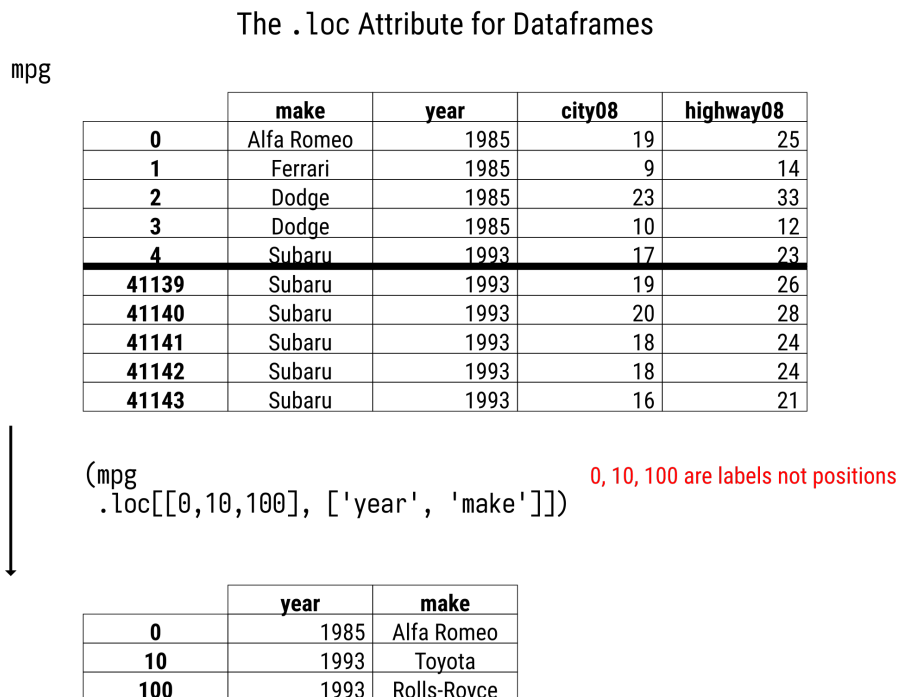 The .loc Attribute for Dataframes
mpg
make year city08 highway08
0 Alfa Romeo 1985 19 25
1 Ferrari 1985 9 14
2 Dodge 1985 23 33
3 Dodge 1985 10 12
4 Subaru 1993 17 23
41139 Subaru 1993 19 26
41140 Subaru 1993 20 28
41141 Subaru 1993 18 24
41142 Subaru 1993 18 24
41143 Subaru 1993 16 21
(mpg
.loc[[0,10,100], ['year', 'make']])
0, 10, 100 are labels not positions
year make
0 1985 Alfa Romeo
10 1993 Toyota
100 1993 Rolls-Royce